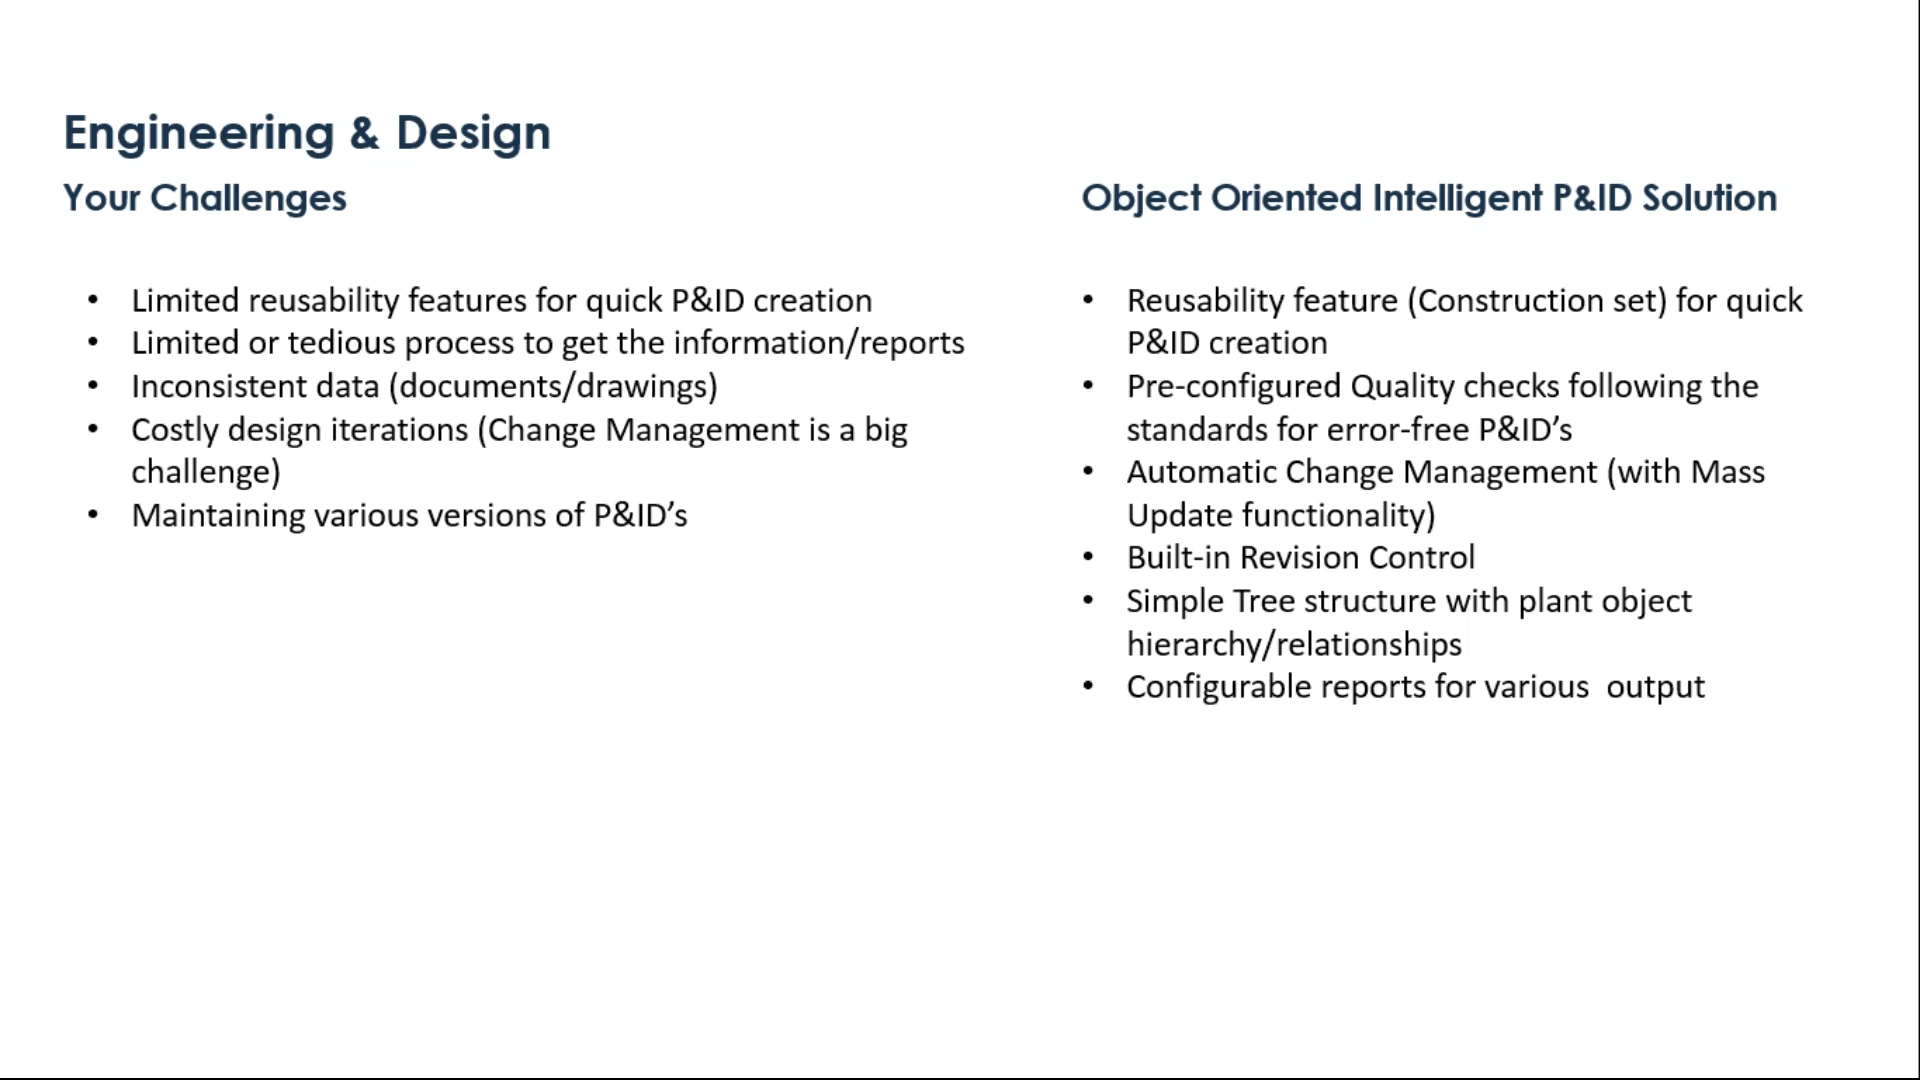 Engineering & Design
Your Challenges
• Limited reusability features for quick P&ID creation
• Limited or tedious process to get the information/reports
• Inconsistent data (documents/drawings)
• Costly design iterations (Change Management is a big
challenge)
• Maintaining various versions of P&ID’s
Object Oriented Intelligent P&ID Solution
• Reusability feature (Construction set) for quick
P&ID creation
• Pre-configured Quality checks following the
standards for error-free P&ID’s
• Automatic Change Management (with Mass
Update functionality)
• Built-in Revision Control
• Simple Tree structure with plant object
hierarchy/relationships
• Configurable reports for various  output